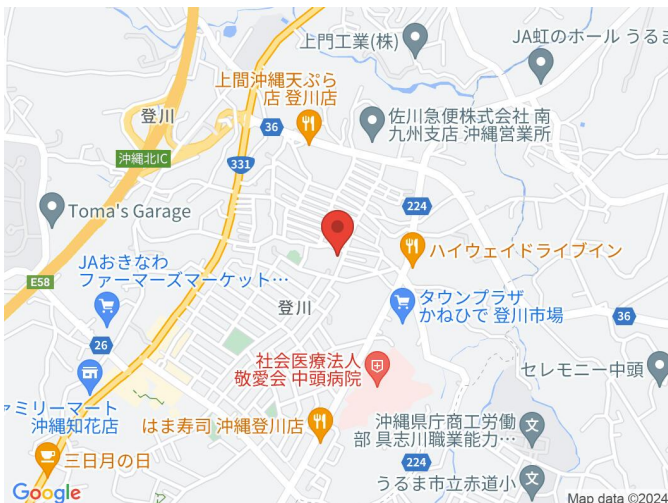 上門工業(株)
JA虹のホール うるま
上間沖縄天ぷら
店 登川店
登川
36
佐川急便株式会社 南
九州支店 沖縄営業所
沖縄北IC
331
Toma's Garage
224
ハイウェイドライブイン
E58
JAおきなわ
ファーマーズマーケット…
登川
タウンプラザ
かねひで 登川市場
36
26
社会医療法人
敬愛会 中頭病院
セレモニー中頭
ァミリーマート
沖縄知花店
はま寿司 沖縄登川店
沖縄県庁商工労働
部 具志川職業能力…
三日月の日
224
うるま市立赤道小
Google
Map data ©2024